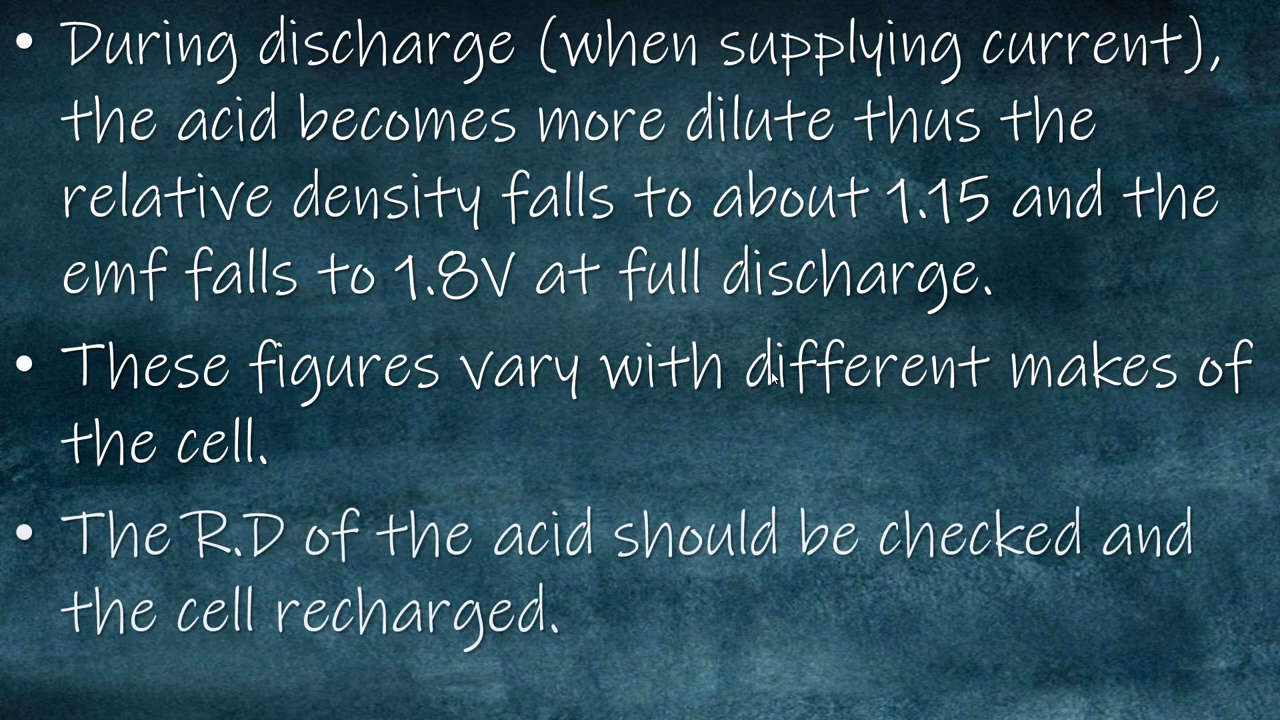 • During discharge (when supplying current),
the acid becomes more dilute thus the
relative density falls to about 1.15 and the
emf falls to 1.8V at full discharge.
• These figures vary with different makes of
the cell.
• The R.D of the acid should be checked and
the cell recharged.